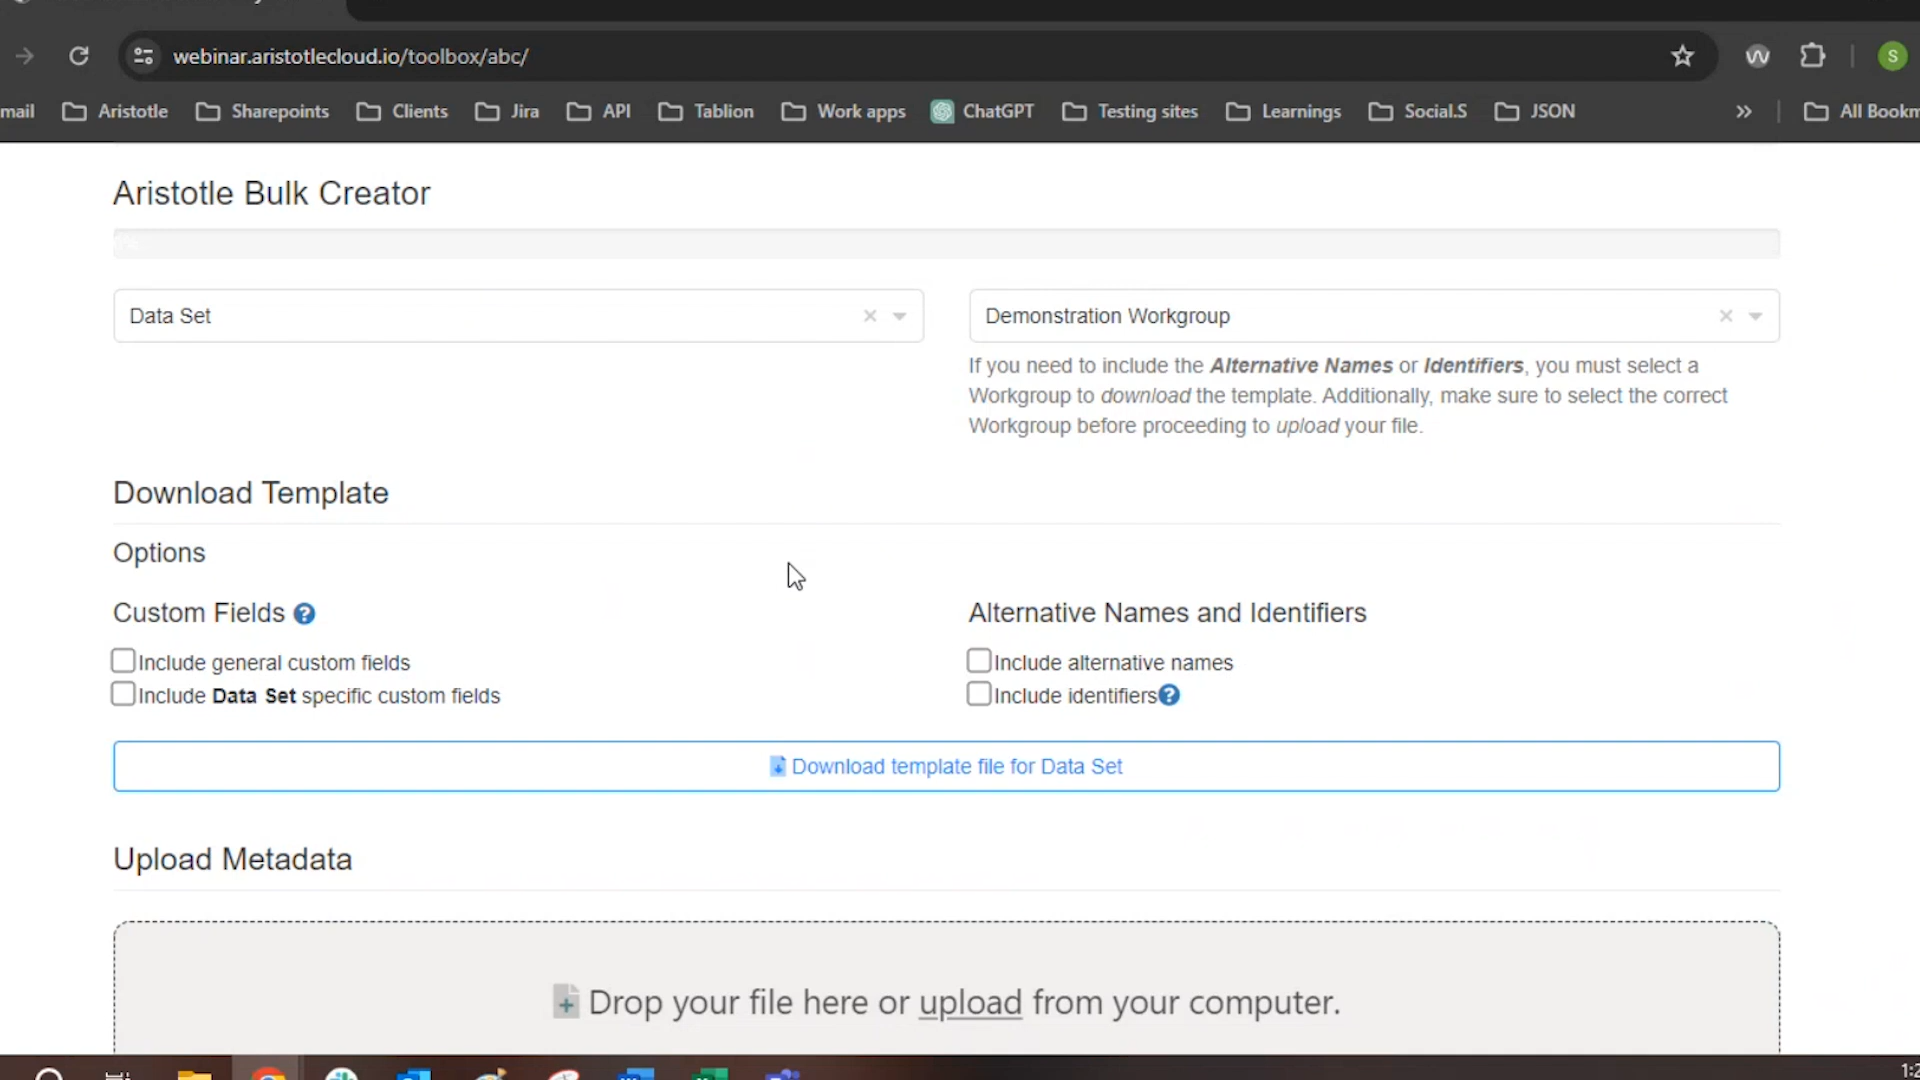 webinar.aristotlecloud.io/toolbox/abc/
S
mail Aristotle Sharepoints Clients Jira API Tablion Work apps ChatGPT Testing sites Learnings Social.S JSON » All Bookm
Aristotle Bulk Creator
Data Set
Demonstration Workgroup
If you need to include the Alternative Names or Identifiers, you must select a
Workgroup to download the template. Additionally, make sure to select the correct
Workgroup before proceeding to upload your file.
Download Template
Options
Custom Fields ?
Include general custom fields
Include Data Set specific custom fields
Alternative Names and Identifiers
Include alternative names
Include identifiers ?
Download template file for Data Set
Upload Metadata
Drop your file here or upload from your computer.